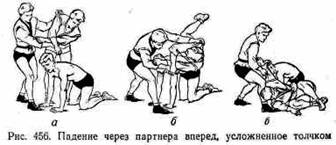 а б в
Рис. 456. Падение через партнера вперед, усложненное толчком